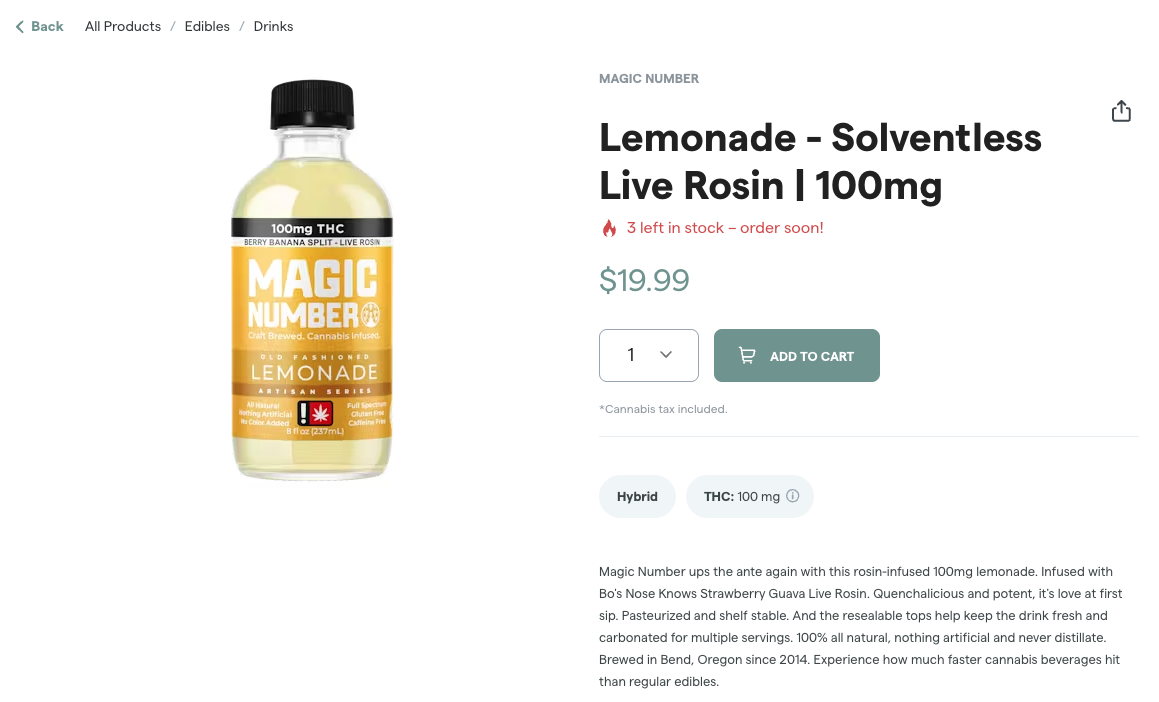 Back
All Products / Edibles / Drinks
MAGIC NUMBER
Lemonade - Solventless
Live Rosin | 100mg
3 left in stock – order soon!
$19.99
1
ADD TO CART
*Cannabis tax included.
Hybrid
THC: 100 mg
Magic Number ups the ante again with this rosin-infused 100mg lemonade. Infused with
Bo's Nose Knows Strawberry Guava Live Rosin. Quenchalicious and potent, it's love at first
sip. Pasteurized and shelf stable. And the resealable tops help keep the drink fresh and
carbonated for multiple servings. 100% all natural, nothing artificial and never distillate.
Brewed in Bend, Oregon since 2014. Experience how much faster cannabis beverages hit
than regular edibles.
100mg THC
BERRY BANANA SPLIT - LIVE ROSIN
MAGIC
NUMBER
Craft Brewed. Cannabis Infused.
OLD FASHIONED
LEMONADE
ARTISAN SERIES
All Natural
Nothing Artificial
No Color Added
Full Spectrum
Gluten Free
Caffeine Free
8 fl oz (237mL)